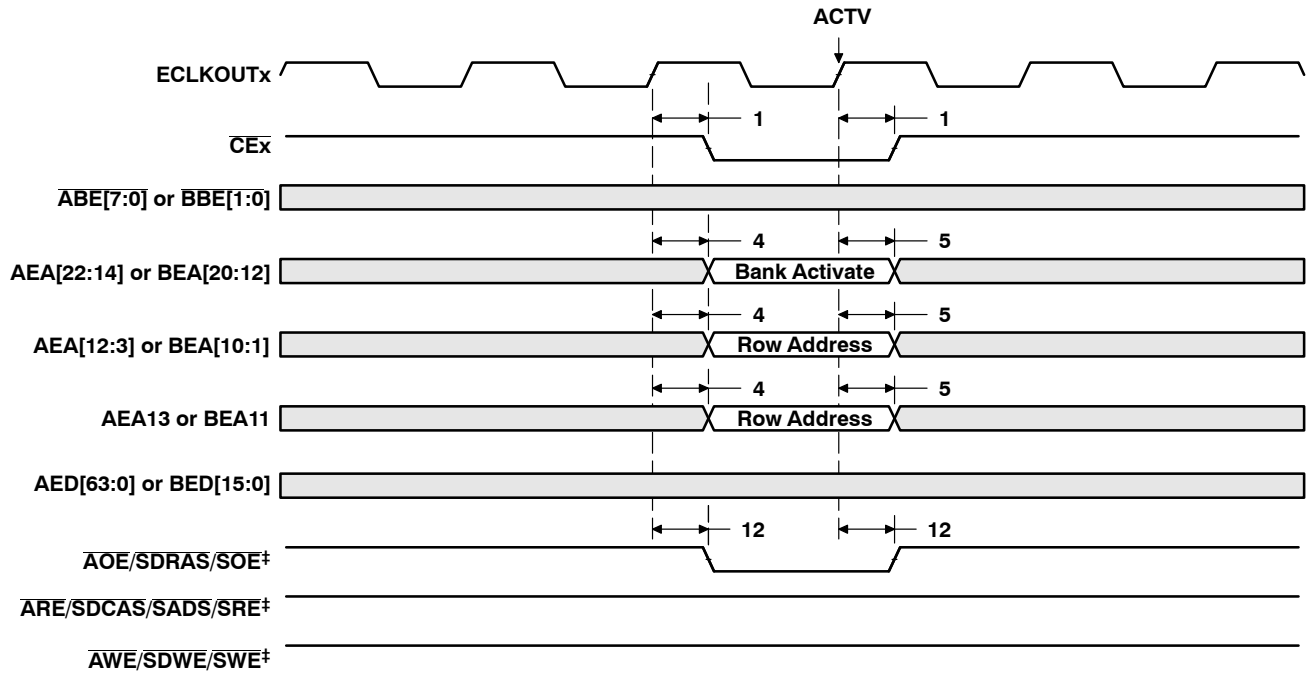 ACTV
ECLKOUTx
1 1
CEx
ABE[7:0] or BBE[1:0]
4 5
AEA[22:14] or BEA[20:12] Bank Activate
4 5
AEA[12:3] or BEA[10:1] Row Address
4 5
AEA13 or BEA11 Row Address
AED[63:0] or BED[15:0]
12 12
AOE/SDRAS/SOE‡
ARE/SDCAS/SADS/SRE‡
AWE/SDWE/SWE‡